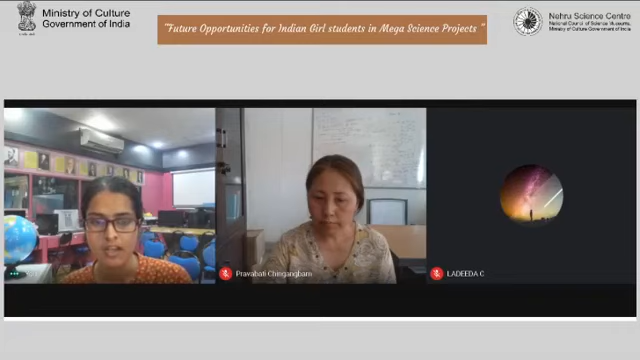 Ministry of Culture
Government of India
"Future Opportunities for Indian Girl students in Mega Science Projects "
Nehru Science Centre
National Council of Science Museums,
Ministry of Culture, Government of India
Pravabati Chingangbam
LADEEDA C